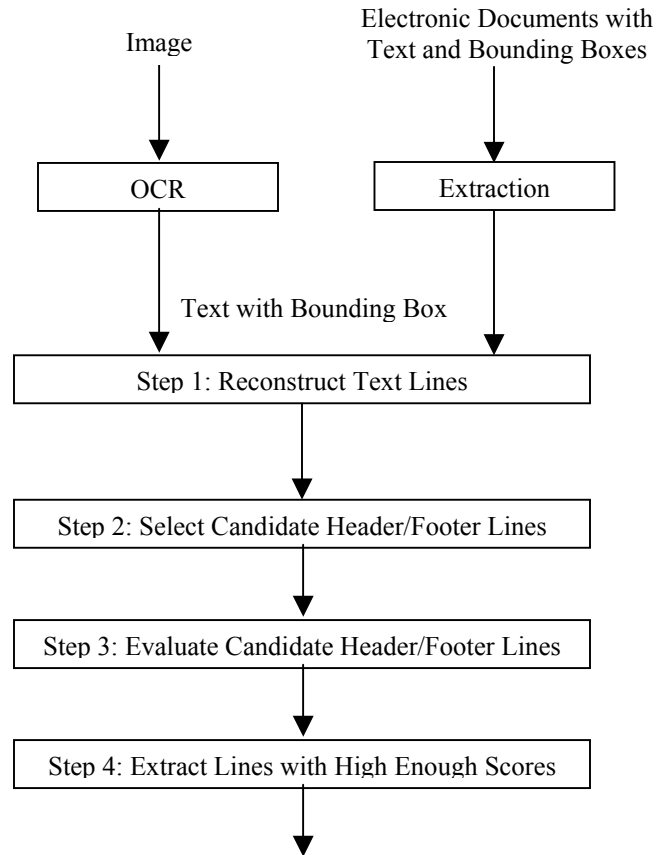 Image
Electronic Documents with
Text and Bounding Boxes
OCR
Extraction
Text with Bounding Box
Step 1: Reconstruct Text Lines
Step 2: Select Candidate Header/Footer Lines
Step 3: Evaluate Candidate Header/Footer Lines
Step 4: Extract Lines with High Enough Scores